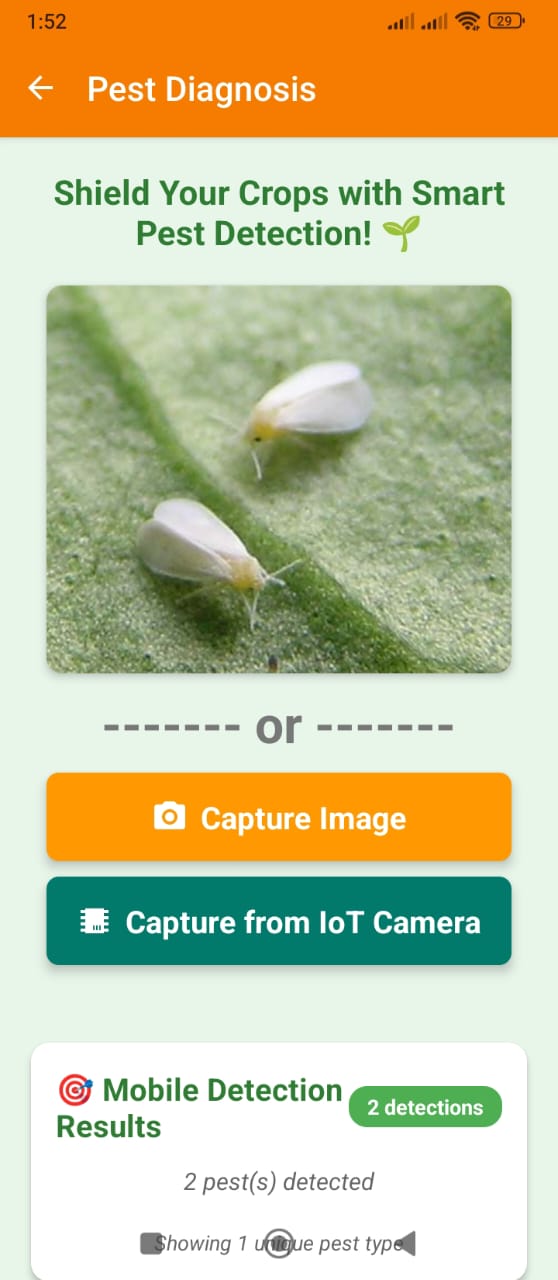 1:52
29
Pest Diagnosis
Shield Your Crops with Smart
Pest Detection! 🌱
------- or -------
Capture Image
Capture from IoT Camera
🎯 Mobile Detection
Results
2 detections
2 pest(s) detected
Showing 1 unique pest type